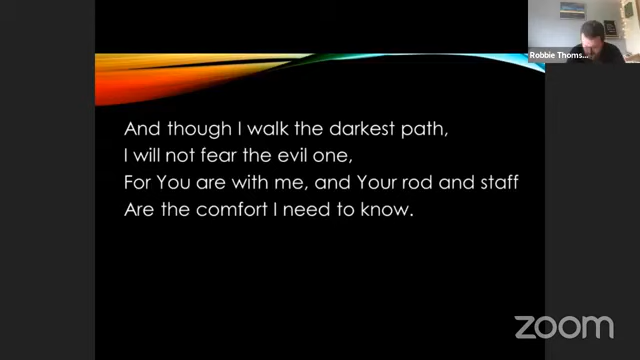 Robbie Thoms...
And though I walk the darkest path,
I will not fear the evil one,
For You are with me, and Your rod and staff
Are the comfort I need to know.
zoom